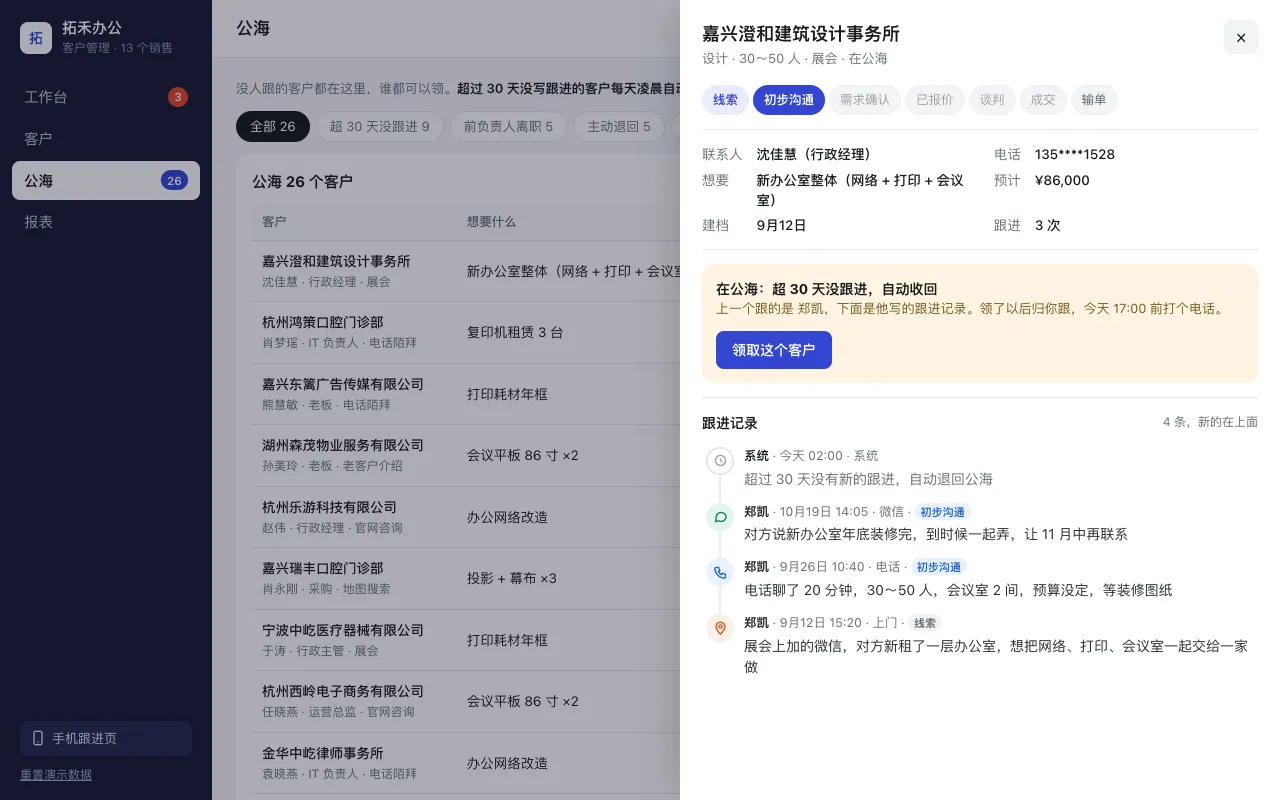 拓
拓禾办公
客户管理 · 13 个销售
工作台
3
客户
公海
26
报表
手机跟进页
重置演示数据
公海
没人跟的客户都在这里，谁都可以领。超过 30 天没写跟进的客户每天凌晨自动
全部 26
超 30 天没跟进 9
前负责人离职 5
主动退回 5
公海 26 个客户
客户
想要什么
嘉兴澄和建筑设计事务所
沈佳慧 · 行政经理 · 展会
新办公室整体（网络 + 打印 + 会议室
杭州鸿策口腔门诊部
肖梦瑶 · IT 负责人 · 电话陌拜
复印机租赁 3 台
嘉兴东篱广告传媒有限公司
熊慧敏 · 老板 · 电话陌拜
打印耗材年框
湖州森茂物业服务有限公司
孙美玲 · 老板 · 老客户介绍
会议平板 86 寸 ×2
杭州乐游科技有限公司
赵伟 · 行政经理 · 官网咨询
办公网络改造
嘉兴瑞丰口腔门诊部
肖永刚 · 采购 · 地图搜索
投影 + 幕布 ×3
宁波中屹医疗器械有限公司
于涛 · 行政主管 · 展会
打印耗材年框
杭州西岭电子商务有限公司
任晓燕 · 运营总监 · 官网咨询
会议平板 86 寸 ×2
金华中屹律师事务所
袁晓燕 · IT 负责人 · 电话陌拜
办公网络改造
嘉兴澄和建筑设计事务所
设计 · 30～50 人 · 展会 · 在公海
×
线索
初步沟通
需求确认
已报价
谈判
成交
输单
联系人
沈佳慧（行政经理）
电话
135****1528
想要
新办公室整体（网络 + 打印 + 会议
室）
预计
¥86,000
建档
9月12日
跟进
3 次
在公海：超 30 天没跟进，自动收回
上一个跟的是 郑凯，下面是他写的跟进记录。领了以后归你跟，今天 17:00 前打个电话。
领取这个客户
跟进记录
4 条，新的在上面
系统 · 今天 02:00 · 系统
超过 30 天没有新的跟进，自动退回公海
郑凯 · 10月19日 14:05 · 微信 · 初步沟通
对方说新办公室年底装修完，到时候一起弄，让 11 月中再联系
郑凯 · 9月26日 10:40 · 电话 · 初步沟通
电话聊了 20 分钟，30～50 人，会议室 2 间，预算没定，等装修图纸
郑凯 · 9月12日 15:20 · 上门 · 线索
展会上加的微信，对方新租了一层办公室，想把网络、打印、会议室一起交给一家
做